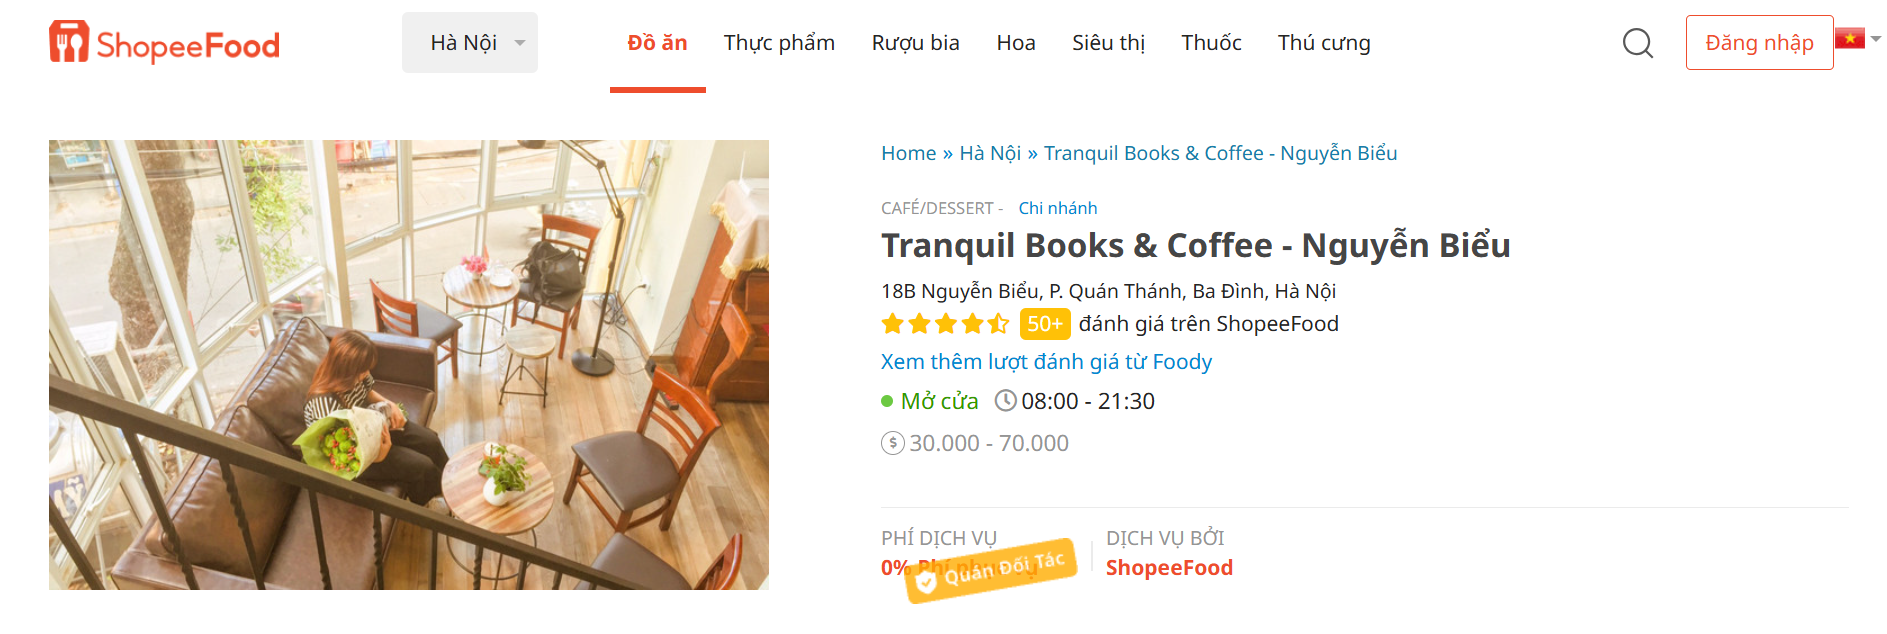 ShopeeFood
Hà Nội
Đồ ăn
Thực phẩm
Rượu bia
Hoa
Siêu thị
Thuốc
Thú cưng
Đăng nhập
Home » Hà Nội » Tranquil Books & Coffee - Nguyễn Biểu
CAFÉ/DESSERT - Chi nhánh
Tranquil Books & Coffee - Nguyễn Biểu
18B Nguyễn Biểu, P. Quán Thánh, Ba Đình, Hà Nội
50+ đánh giá trên ShopeeFood
Xem thêm lượt đánh giá từ Foody
Mở cửa 08:00 - 21:30
$ 30.000 - 70.000
PHÍ DỊCH VỤ
0% Phí phục vụ
Quán Đối Tác
DỊCH VỤ BỞI
ShopeeFood